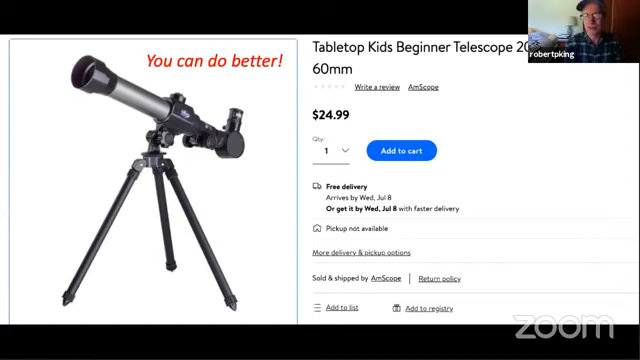 You can do better!
Tabletop Kids Beginner Telescope 20
60mm
Write a review
AmScope
$24.99
Qty:
1
Add to cart
Free delivery
Arrives by Wed, Jul 8
Or get it by Wed, Jul 8 with faster delivery
Pickup not available
More delivery & pickup options
Sold & shipped by AmScope
Return policy
Add to list
Add to registry
robertpking
zoom